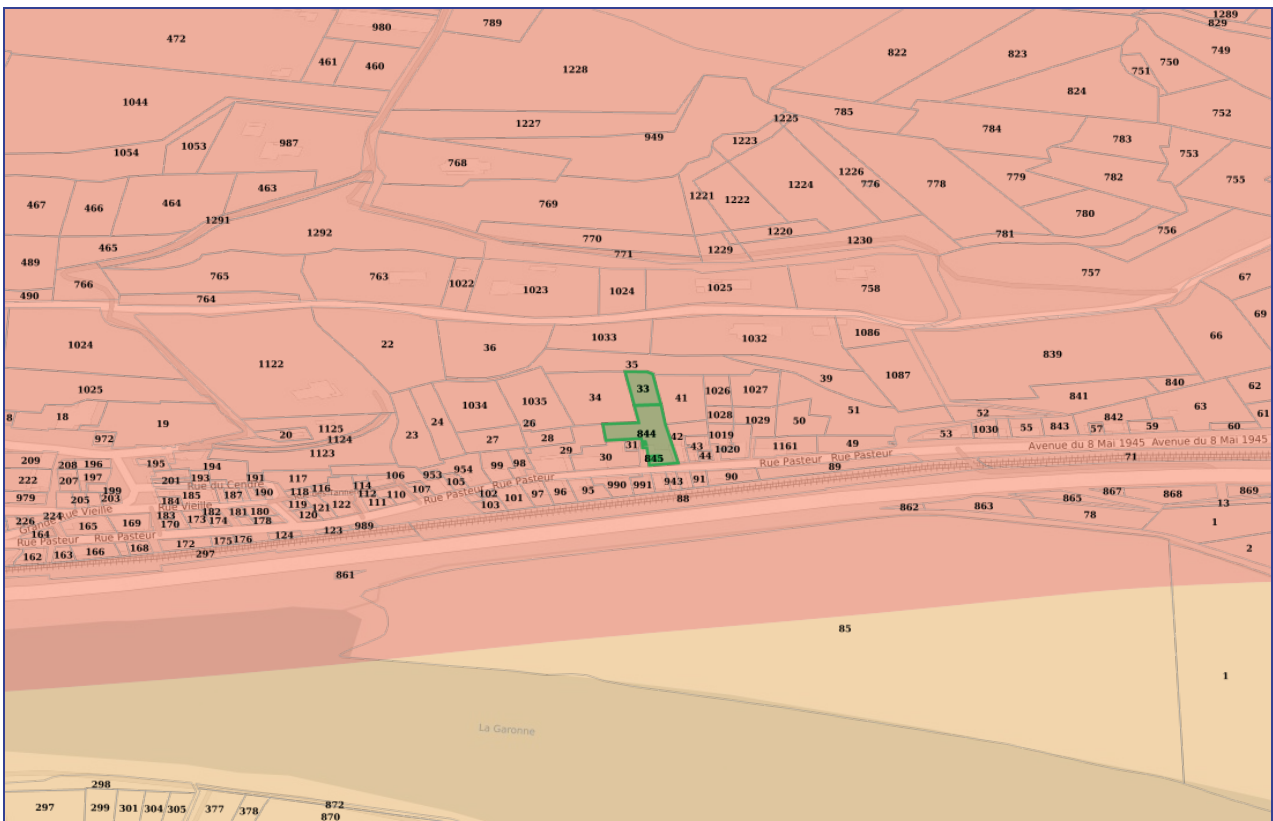 1289
980 789 829
472 822 823 749
461 460 1228 751 750
824
1044 785 752
1227 1225
949 1223 784 783
1054 1053 987 753
768 1226
463 1224 776 778 779 782 755
467 466 464 1221 1222
769 780
1291 1292 1220 781 756
465 770 1230
489 771 1229
765 763 757 67
766 1022 1023 1024 1025 758
490 764
69
1024 1122 22 36 1033 1032 1086 66
839
35
1025 33 34 41 1026 1027 39 1087 840 62
841
8 18 19 24 1034 1035 1028 1029 50 51 52 842 63 61
972 20 1125 1124 23 26 844 42 1019 53 1030 55 843 57 59 60
27 28 31 43 1020 1161 49
1123 29 30 845 44
Avenue du 8 Mai 1945 Avenue du 8 Mai 1945
209 208 196 195 194 99 98 Rue Pasteur Rue Pasteur 71
222 207 197 201 193 191 117 106 953 954 89
Rue du Cendre
979 199 118 116 114 107 105 Rue Pasteur Rue Pasteur 990 991 943 91 90
205 203 185 187 190 112 110 102 101 97 96 95 88
184 Rue Vieille 119 121 122 111 103
226 224 Grande Rue Vieille 183 182 181 180 120 862 863 865 867 868 869
164 165 169 170 173 174 178 123 989 78 13
Rue Pasteur Rue Pasteur 1
162 163 166 168 172 175 176 124 2
297
861
85
1
La Garonne
298
297 299 301 304 305 377 378 872
870